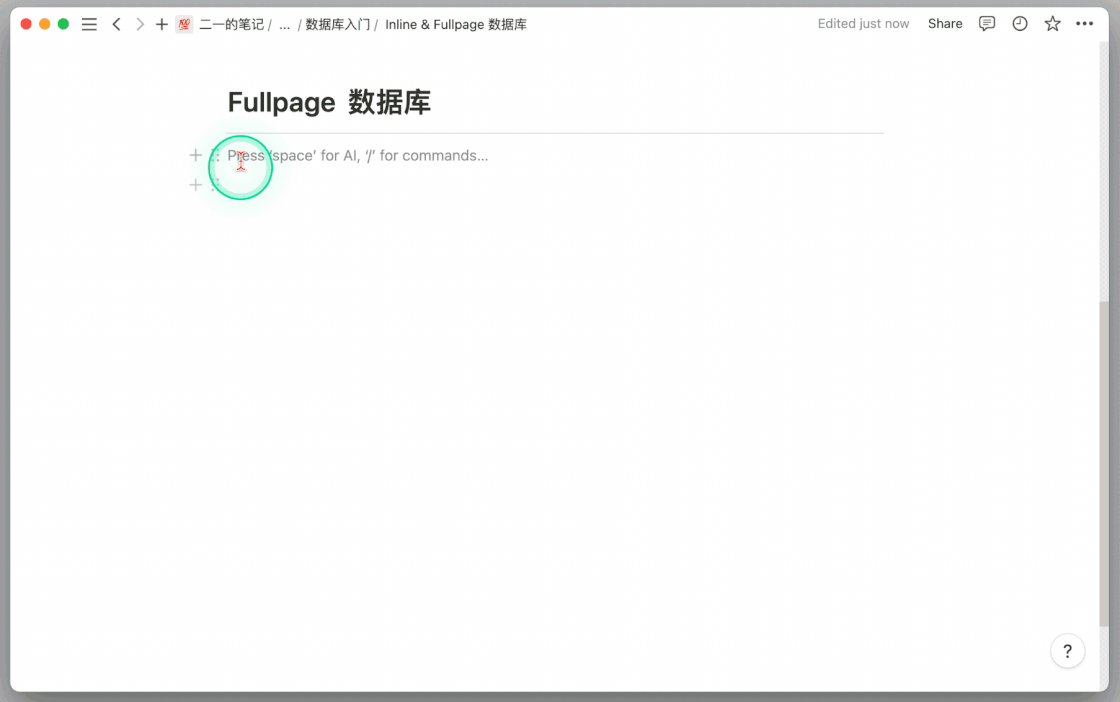 二一的笔记 / ... / 数据库入门 / Inline & Fullpage 数据库
Edited just now Share
Fullpage 数据库
Press ‘space’ for AI, ‘/’ for commands...
?